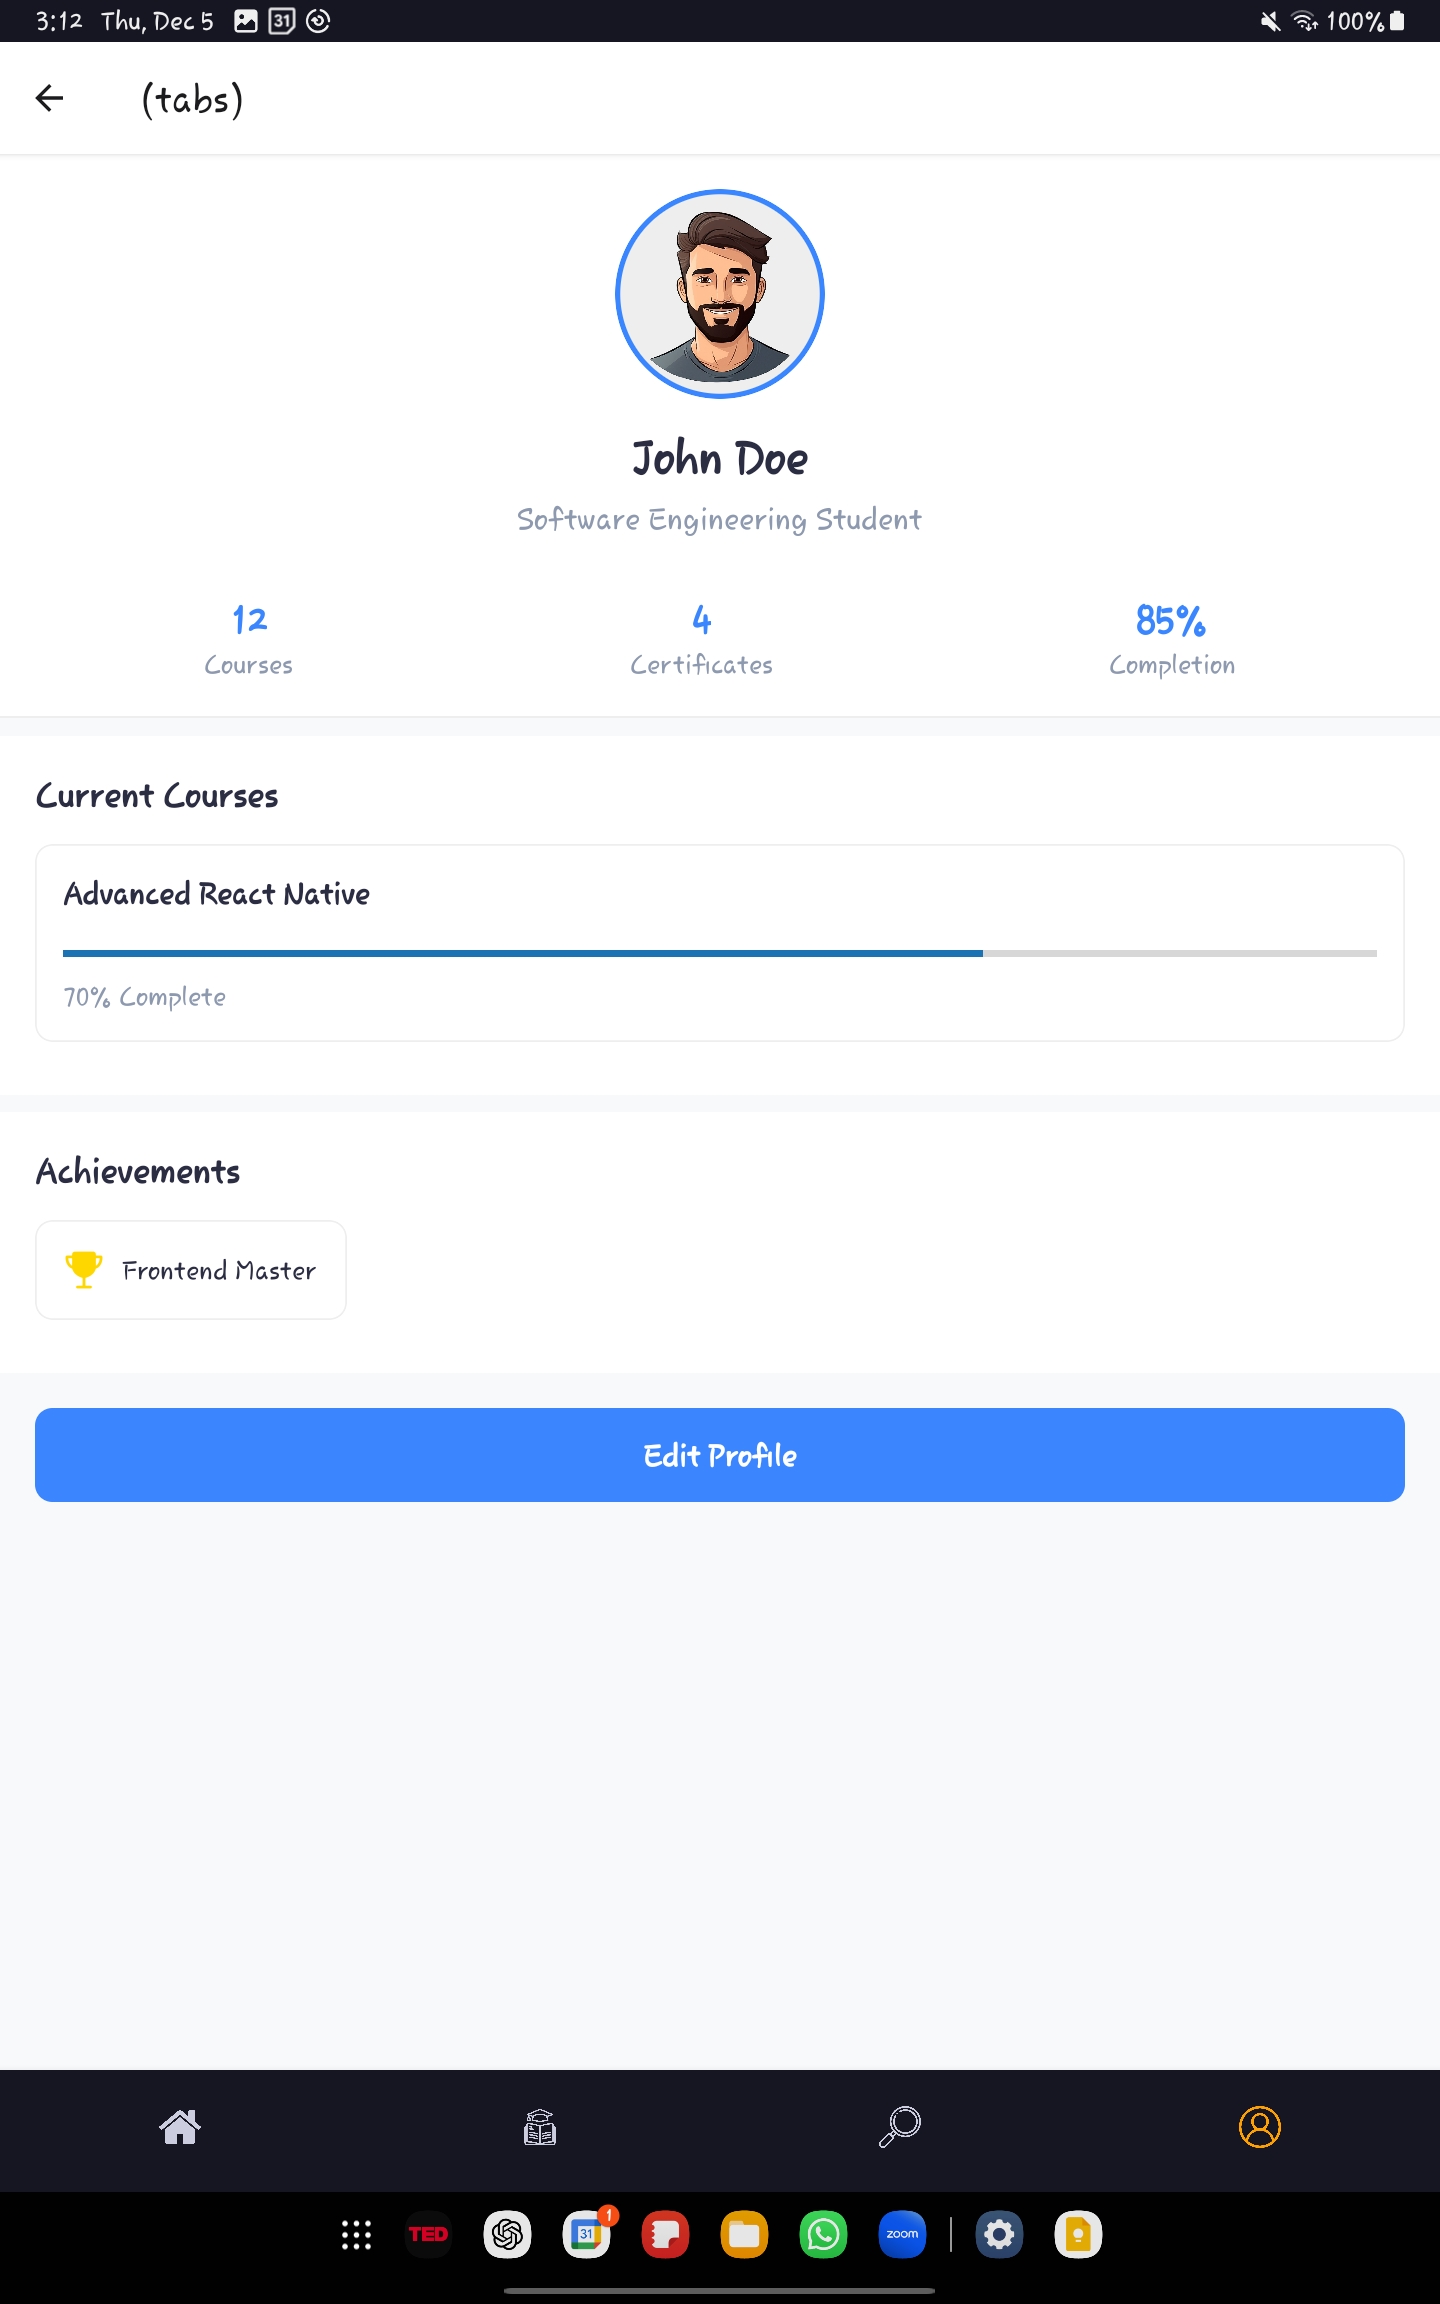 3:12 Thu, Dec 5 31 100%
(tabs)
John Doe
Software Engineering Student
12 4 85%
Courses Certificates Completion
Current Courses
Advanced React Native
70% Complete
Achievements
Frontend Master
Edit Profile
TED 31 1 zoom